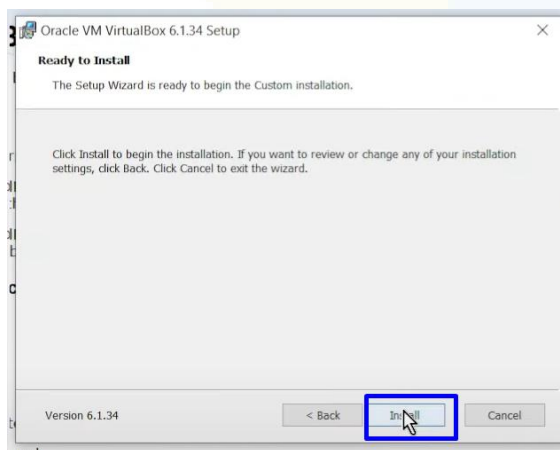 Oracle VM VirtualBox 6.1.34 Setup
Ready to Install
The Setup Wizard is ready to begin the Custom installation.
Click Install to begin the installation. If you want to review or change any of your installation
settings, click Back. Click Cancel to exit the wizard.
Version 6.1.34
< Back
Install
Cancel